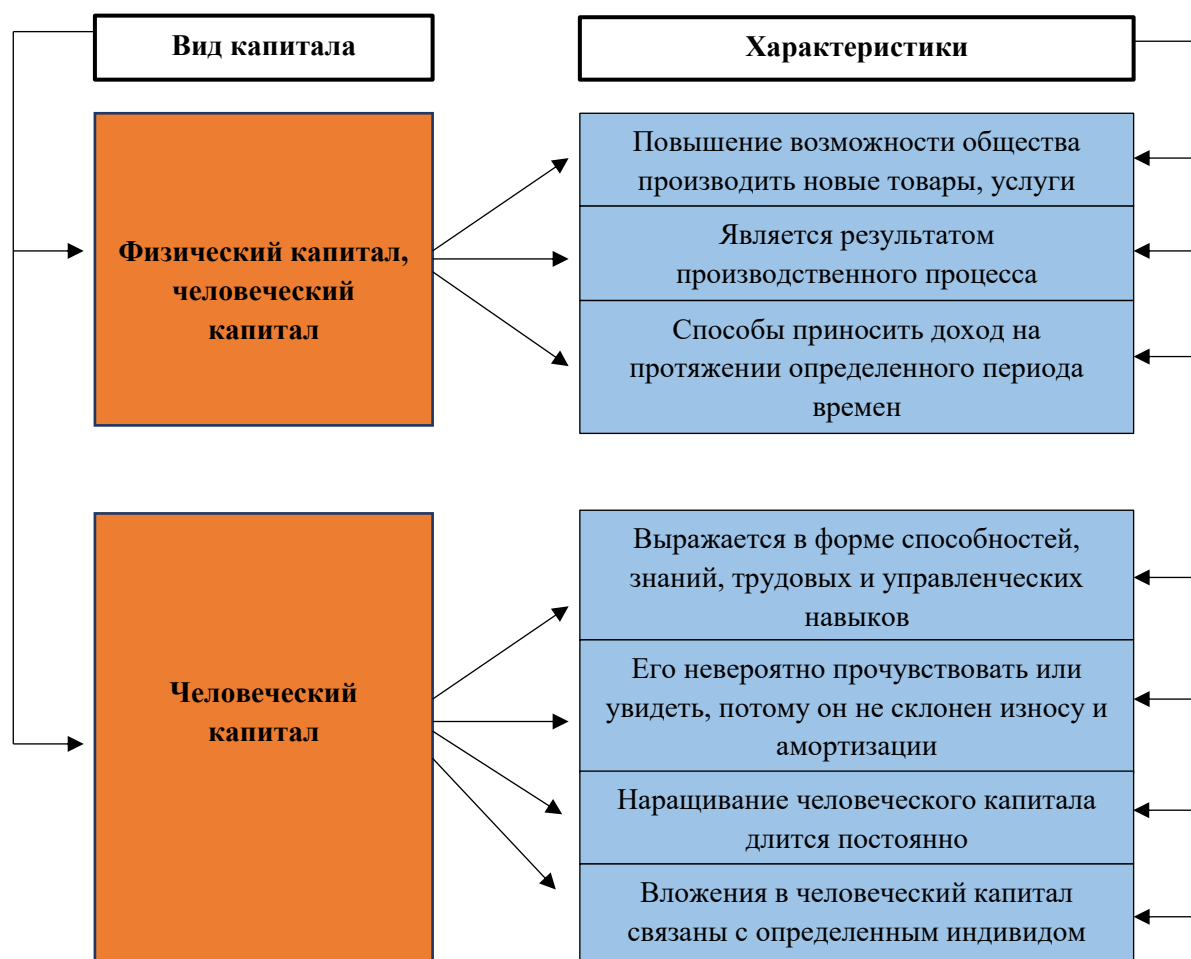 Вид капитала
Характеристики
Физический капитал,
человеческий
капитал
Повышение возможности общества
производить новые товары, услуги
Является результатом
производственного процесса
Способы приносить доход на
протяжении определенного периода
времен
Человеческий
капитал
Выражается в форме способностей,
знаний, трудовых и управленческих
навыков
Его невероятно прочувствовать или
увидеть, потому он не склонен износу и
амортизации
Наращивание человеческого капитала
длится постоянно
Вложения в человеческий капитал
связаны с определенным индивидом